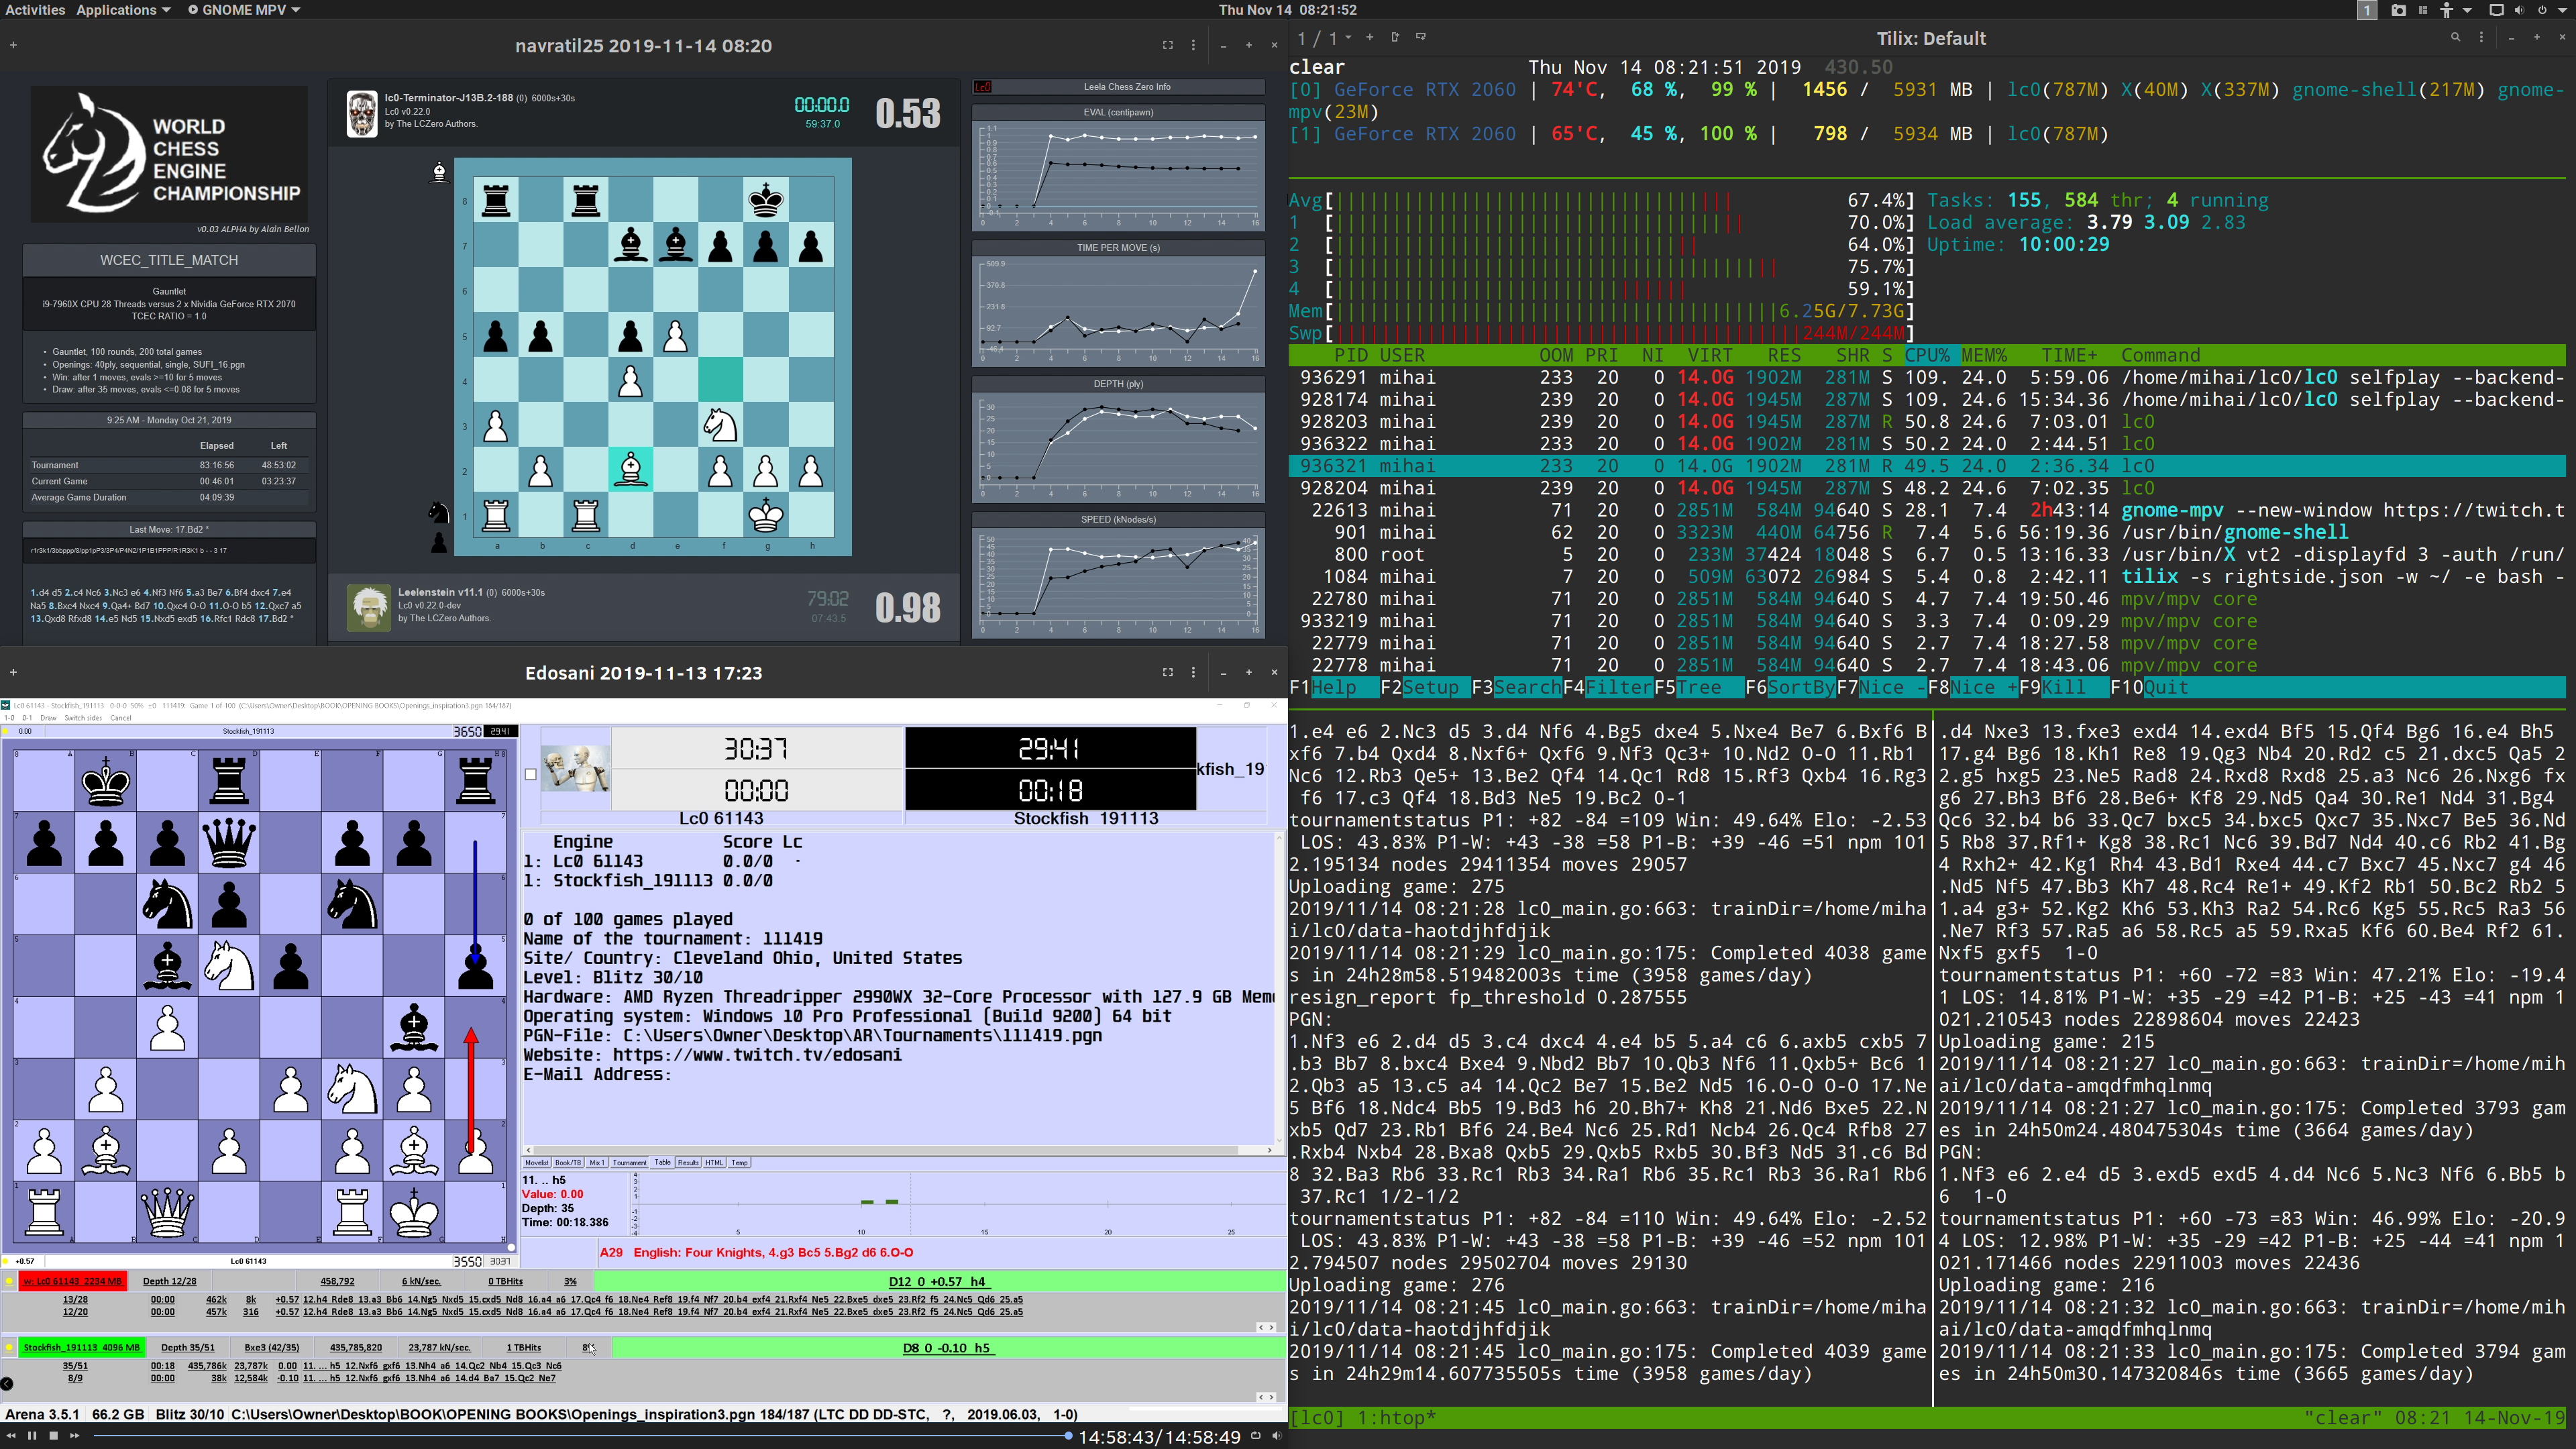 Activities Applications GNOME MPV Thu Nov 14 08:21:52 1
navratil25 2019-11-14 08:20
WORLD
CHESS
ENGINE
CHAMPIONSHIP
v0.03 ALPHA by Alain Bellon
WCEC_TITLE_MATCH
Gauntlet
i9-7960X CPU 28 Threads versus 2 x Nividia GeForce RTX 2070
TCEC RATIO = 1.0
• Gauntlet, 100 rounds, 200 total games
• Openings: 40ply, sequential, single, SUFI_16.pgn
• Win: after 1 moves, evals >=10 for 5 moves
• Draw: after 35 moves, evals <=0.08 for 5 moves
9:25 AM - Monday Oct 21, 2019
Elapsed Left
Tournament 83:16:56 48:53:02
Current Game 00:46:01 03:23:37
Average Game Duration 04:09:39
Last Move: 17.Bd2 *
r1r3k1/3bbppp/8/pp1pP3/3P4/P4N2/1P1B1PPP/R1R3K1 b - - 3 17
1.d4 d5 2.c4 Nc6 3.Nc3 e6 4.Nf3 Nf6 5.a3 Be7 6.Bf4 dxc4 7.e4
Na5 8.Bxc4 Nxc4 9.Qa4+ Bd7 10.Qxc4 O-O 11.O-O b5 12.Qxc7 a5
13.Qxd8 Rfxd8 14.e5 Nd5 15.Nxd5 exd5 16.Rfc1 Rdc8 17.Bd2 *
lc0-Terminator-J13B.2-188 (0) 6000s+30s
Lc0 v0.22.0
by The LCZero Authors.
00:00.0
59:37.0
0.53
8
7
6
5
4
3
2
1
a b c d e f g h
Leelenstein v11.1 (0) 6000s+30s
Lc0 v0.22.0-dev
by The LCZero Authors.
79:02
07:43.5
0.98
Lc0 Leela Chess Zero Info
EVAL (centipawn)
TIME PER MOVE (s)
509.9
370.8
231.8
92.7
-46.4
DEPTH (ply)
30
25
20
15
10
5
0
SPEED (kNodes/s)
0 2 4 6 8 10 12 14 16
Edosani 2019-11-13 17:23
Lc0 61143 - Stockfish_191113 0-0-0 50% ±0 111419: Game 1 of 100 (C:\Users\Owner\Desktop\BOOK\OPENING BOOKS\Openings_inspiration3.pgn 184/187)
1-0 0-1 Draw Switch sides Cancel
0.00 Stockfish_191113 3650 29:41
+0.57 Lc0 61143 3550 30:37
30:37
00:00
29:41
00:18
kfish_19
Lc0 61143 Stockfish 191113
Engine Score Lc
1: Lc0 61143 0.0/0 ·
1: Stockfish_191113 0.0/0
0 of 100 games played
Name of the tournament: 111419
Site/ Country: Cleveland Ohio, United States
Level: Blitz 30/10
Hardware: AMD Ryzen Threadripper 2990WX 32-Core Processor with 127.9 GB Mem
Operating system: Windows 10 Pro Professional (Build 9200) 64 bit
PGN-File: C:\Users\Owner\Desktop\AR\Tournaments\111419.pgn
Website: https://www.twitch.tv/edosani
E-Mail Address:
Movelist Book/TB Mix 1 Tournament Table Results HTML Temp
11. .. h5
Value: 0.00
Depth: 35
Time: 00:18.386
5 10 15 20 25
A29 English: Four Knights, 4.g3 Bc5 5.Bg2 d6 6.O-O
w: Lc0 61143 2234 MB Depth 12/28 458,792 6 kN/sec. 0 TBHits 3% D12 0 +0.57 h4
13/28 00:00 462k 8k +0.57 12.h4 Rde8 13.a3 Bb6 14.Ng5 Nxd5 15.cxd5 Nd8 16.a4 a6 17.Qc4 f6 18.Ne4 Ref8 19.f4 Nf7 20.b4 exf4 21.Rxf4 Ne5 22.Bxe5 dxe5 23.Rf2 f5 24.Nc5 Qd6 25.a5
12/20 00:00 457k 316 +0.57 12.h4 Rde8 13.a3 Bb6 14.Ng5 Nxd5 15.cxd5 Nd8 16.a4 a6 17.Qc4 f6 18.Ne4 Ref8 19.f4 Nf7 20.b4 exf4 21.Rxf4 Ne5 22.Bxe5 dxe5 23.Rf2 f5 24.Nc5 Qd6 25.a5
Stockfish_191113 4096 MB Depth 35/51 Bxe3 (42/35) 435,785,820 23,787 kN/sec. 1 TBHits D8 0 -0.10 h5
35/51 00:18 435,786k 23,787k 0.00 11. ... h5 12.Nxf6 gxf6 13.Nh4 a6 14.Qc2 Nb4 15.Qc3 Nc6
8/9 00:00 38k 12,584k -0.10 11. ... h5 12.Nxf6 gxf6 13.Nh4 a6 14.d4 Ba7 15.Qc2 Ne7
Arena 3.5.1 66.2 GB Blitz 30/10 C:\Users\Owner\Desktop\BOOK\OPENING BOOKS\Openings_inspiration3.pgn 184/187 (LTC DD DD-STC, ?, 2019.06.03, 1-0)
14:58:43/14:58:49
1 / 1 Tilix: Default
clear Thu Nov 14 08:21:51 2019 430.50
[0] GeForce RTX 2060 | 74'C, 68 %, 99 % | 1456 / 5931 MB | lc0(787M) X(40M) X(337M) gnome-shell(217M) gnome-
mpv(23M)
[1] GeForce RTX 2060 | 65'C, 45 %, 100 % | 798 / 5934 MB | lc0(787M)
Avg[ 67.4%] Tasks: 155, 584 thr; 4 running
1 [ 70.0%] Load average: 3.79 3.09 2.83
2 [ 64.0%] Uptime: 10:00:29
3 [ 75.7%]
4 [ 59.1%]
Mem[ 6.25G/7.73G]
Swp[ 244M/244M]
PID USER OOM PRI NI VIRT RES SHR S CPU% MEM% TIME+ Command
936291 mihai 233 20 0 14.0G 1902M 281M S 109. 24.0 5:59.06 /home/mihai/lc0/lc0 selfplay --backend-
928174 mihai 239 20 0 14.0G 1945M 287M S 109. 24.6 15:34.36 /home/mihai/lc0/lc0 selfplay --backend-
928203 mihai 239 20 0 14.0G 1945M 287M R 50.8 24.6 7:03.01 lc0
936322 mihai 233 20 0 14.0G 1902M 281M S 50.2 24.0 2:44.51 lc0
936321 mihai 233 20 0 14.0G 1902M 281M R 49.5 24.0 2:36.34 lc0
928204 mihai 239 20 0 14.0G 1945M 287M S 48.2 24.6 7:02.35 lc0
22613 mihai 71 20 0 2851M 584M 94640 S 28.1 7.4 2h43:14 gnome-mpv --new-window https://twitch.t
901 mihai 62 20 0 3323M 440M 64756 R 7.4 5.6 56:19.36 /usr/bin/gnome-shell
800 root 5 20 0 233M 37424 18048 S 6.7 0.5 13:16.33 /usr/bin/X vt2 -displayfd 3 -auth /run/
1084 mihai 7 20 0 509M 63072 26984 S 5.4 0.8 2:42.11 tilix -s rightside.json -w ~/ -e bash -
22780 mihai 71 20 0 2851M 584M 94640 S 4.7 7.4 19:50.46 mpv/mpv core
933219 mihai 71 20 0 2851M 584M 94640 S 3.3 7.4 0:09.29 mpv/mpv core
22779 mihai 71 20 0 2851M 584M 94640 S 2.7 7.4 18:27.58 mpv/mpv core
22778 mihai 71 20 0 2851M 584M 94640 S 2.7 7.4 18:43.06 mpv/mpv core
F1Help F2Setup F3SearchF4FilterF5Tree F6SortByF7Nice -F8Nice +F9Kill F10Quit
1.e4 e6 2.Nc3 d5 3.d4 Nf6 4.Bg5 dxe4 5.Nxe4 Be7 6.Bxf6 B
xf6 7.b4 Qxd4 8.Nxf6+ Qxf6 9.Nf3 Qc3+ 10.Nd2 O-O 11.Rb1
Nc6 12.Rb3 Qe5+ 13.Be2 Qf4 14.Qc1 Rd8 15.Rf3 Qxb4 16.Rg3
f6 17.c3 Qf4 18.Bd3 Ne5 19.Bc2 0-1
tournamentstatus P1: +82 -84 =109 Win: 49.64% Elo: -2.53
LOS: 43.83% P1-W: +43 -38 =58 P1-B: +39 -46 =51 npm 101
2.195134 nodes 29411354 moves 29057
Uploading game: 275
2019/11/14 08:21:28 lc0_main.go:663: trainDir=/home/miha
i/lc0/data-haotdjhfdjik
2019/11/14 08:21:29 lc0_main.go:175: Completed 4038 game
s in 24h28m58.519482003s time (3958 games/day)
resign_report fp_threshold 0.287555
PGN:
1.Nf3 e6 2.d4 d5 3.c4 dxc4 4.e4 b5 5.a4 c6 6.axb5 cxb5 7
.b3 Bb7 8.bxc4 Bxe4 9.Nbd2 Bb7 10.Qb3 Nf6 11.Qxb5+ Bc6 1
2.Qb3 a5 13.c5 a4 14.Qc2 Be7 15.Be2 Nd5 16.O-O O-O 17.Ne
5 Bf6 18.Ndc4 Bb5 19.Bd3 h6 20.Bh7+ Kh8 21.Nd6 Bxe5 22.N
xb5 Qd7 23.Rb1 Bf6 24.Be4 Nc6 25.Rd1 Ncb4 26.Qc4 Rfb8 27
.Rxb4 Nxb4 28.Bxa8 Qxb5 29.Qxb5 Rxb5 30.Bf3 Nd5 31.c6 Bd
8 32.Ba3 Rb6 33.Rc1 Rb3 34.Ra1 Rb6 35.Rc1 Rb3 36.Ra1 Rb6
37.Rc1 1/2-1/2
tournamentstatus P1: +82 -84 =110 Win: 49.64% Elo: -2.52
LOS: 43.83% P1-W: +43 -38 =58 P1-B: +39 -46 =52 npm 101
2.794507 nodes 29502704 moves 29130
Uploading game: 276
2019/11/14 08:21:45 lc0_main.go:663: trainDir=/home/miha
i/lc0/data-haotdjhfdjik
2019/11/14 08:21:45 lc0_main.go:175: Completed 4039 game
s in 24h29m14.607735505s time (3958 games/day)
.d4 Nxe3 13.fxe3 exd4 14.exd4 Bf5 15.Qf4 Bg6 16.e4 Bh5
17.g4 Bg6 18.Kh1 Re8 19.Qg3 Nb4 20.Rd2 c5 21.dxc5 Qa5 2
2.g5 hxg5 23.Ne5 Rad8 24.Rxd8 Rxd8 25.a3 Nc6 26.Nxg6 fx
g6 27.Bh3 Bf6 28.Be6+ Kf8 29.Nd5 Qa4 30.Re1 Nd4 31.Bg4
Qc6 32.b4 b6 33.Qc7 bxc5 34.bxc5 Qxc7 35.Nxc7 Be5 36.Nd
5 Rb8 37.Rf1+ Kg8 38.Rc1 Nc6 39.Bd7 Nd4 40.c6 Rb2 41.Bg
4 Rxh2+ 42.Kg1 Rh4 43.Bd1 Rxe4 44.c7 Bxc7 45.Nxc7 g4 46
.Nd5 Nf5 47.Bb3 Kh7 48.Rc4 Re1+ 49.Kf2 Rb1 50.Bc2 Rb2 5
1.a4 g3+ 52.Kg2 Kh6 53.Kh3 Ra2 54.Rc6 Kg5 55.Rc5 Ra3 56
.Ne7 Rf3 57.Ra5 a6 58.Rc5 a5 59.Rxa5 Kf6 60.Be4 Rf2 61.
Nxf5 gxf5 1-0
tournamentstatus P1: +60 -72 =83 Win: 47.21% Elo: -19.4
1 LOS: 14.81% P1-W: +35 -29 =42 P1-B: +25 -43 =41 npm 1
021.210543 nodes 22898604 moves 22423
Uploading game: 215
2019/11/14 08:21:27 lc0_main.go:663: trainDir=/home/mih
ai/lc0/data-amqdfmhqlnmq
2019/11/14 08:21:27 lc0_main.go:175: Completed 3793 gam
es in 24h50m24.480475304s time (3664 games/day)
PGN:
1.Nf3 e6 2.e4 d5 3.exd5 exd5 4.d4 Nc6 5.Nc3 Nf6 6.Bb5 b
6 1-0
tournamentstatus P1: +60 -73 =83 Win: 46.99% Elo: -20.9
4 LOS: 12.98% P1-W: +35 -29 =42 P1-B: +25 -44 =41 npm 1
021.171466 nodes 22911003 moves 22436
Uploading game: 216
2019/11/14 08:21:32 lc0_main.go:663: trainDir=/home/mih
ai/lc0/data-amqdfmhqlnmq
2019/11/14 08:21:33 lc0_main.go:175: Completed 3794 gam
es in 24h50m30.147320846s time (3665 games/day)
[lc0] 1:htop* "clear" 08:21 14-Nov-19